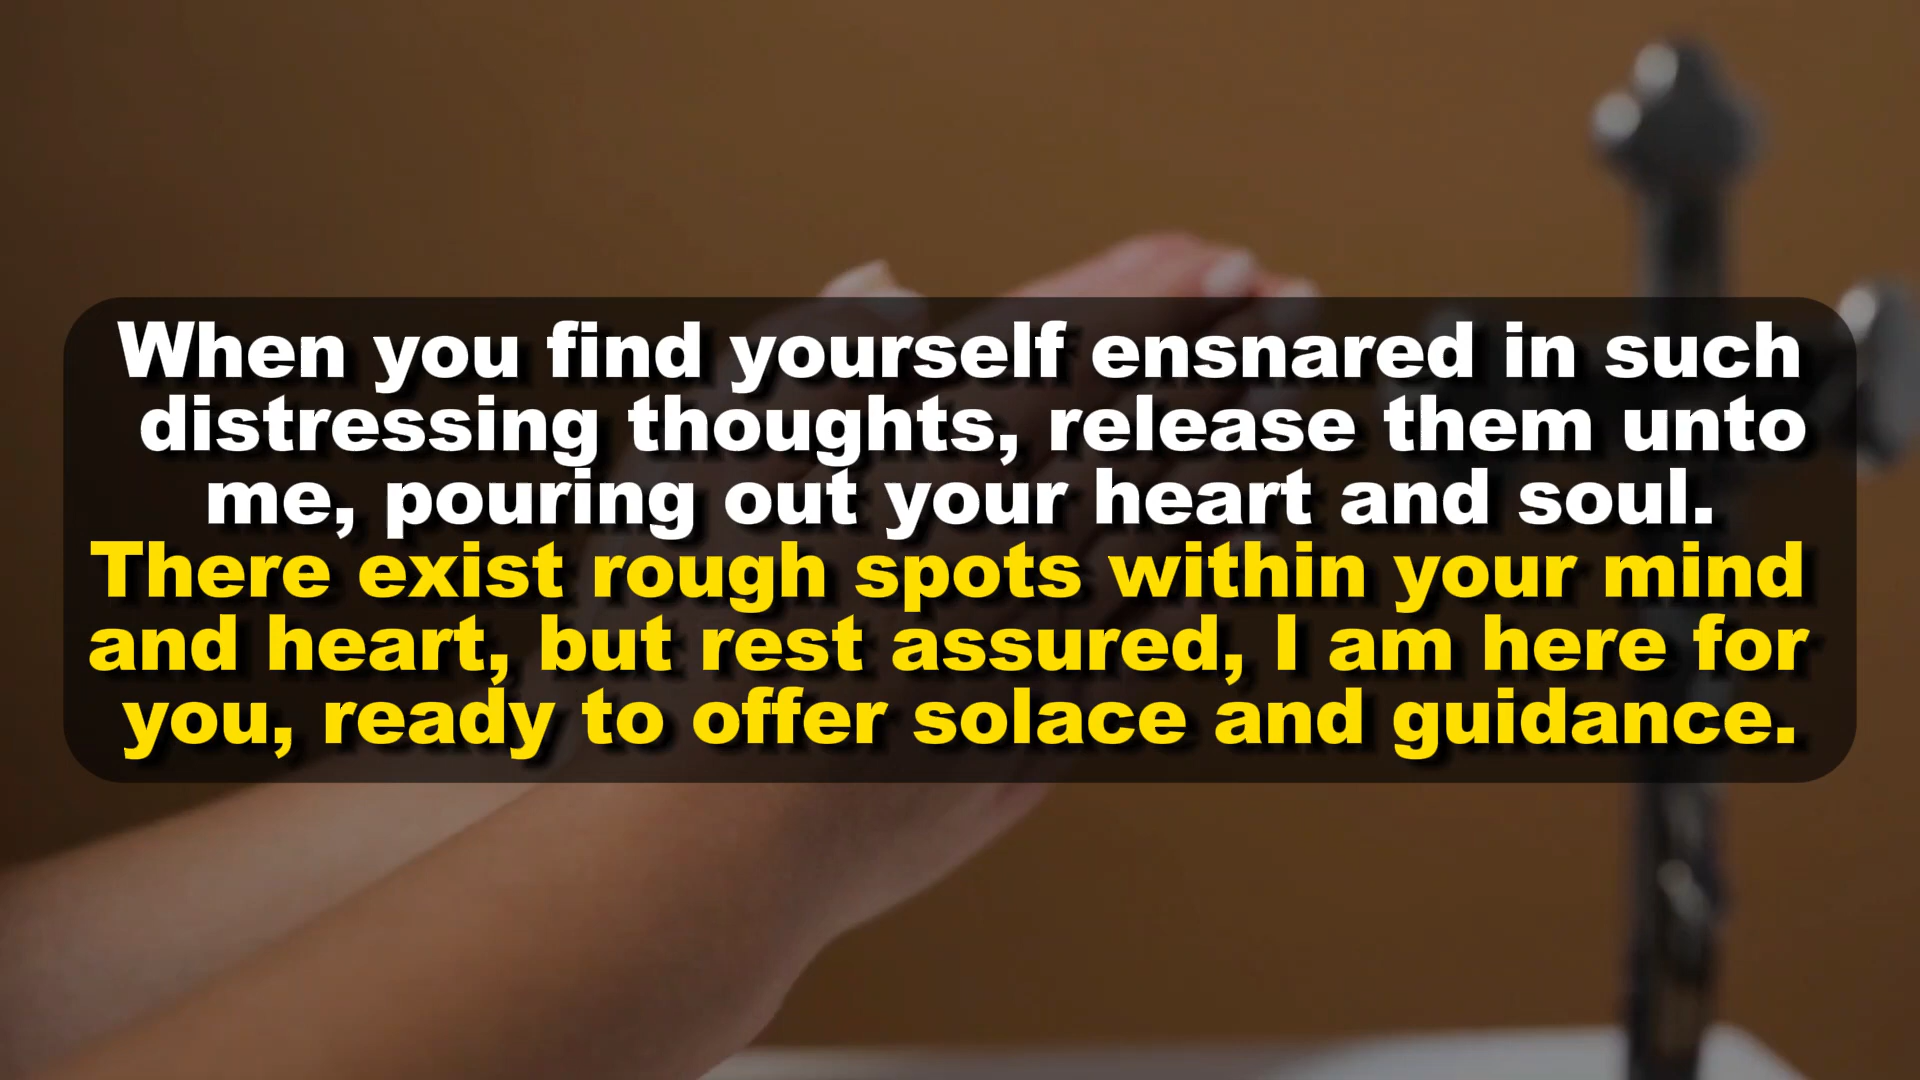 When you find yourself ensnared in such
distressing thoughts, release them unto
me, pouring out your heart and soul.
There exist rough spots within your mind
and heart, but rest assured, I am here for
you, ready to offer solace and guidance.